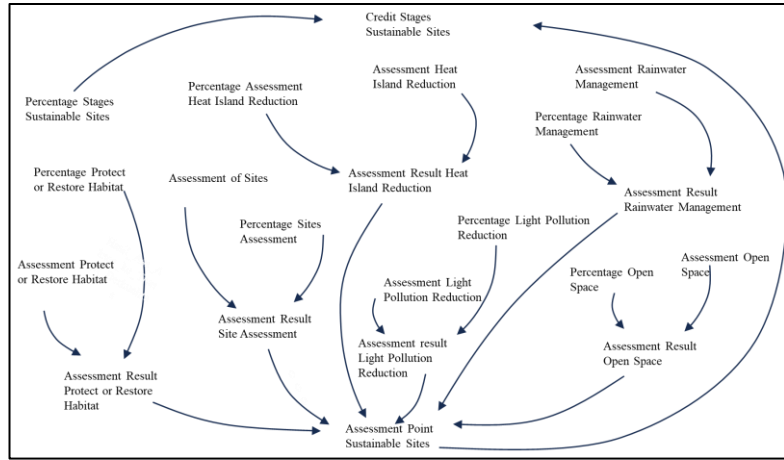 Credit Stages
Sustainable Sites
Percentage Stages
Sustainable Sites
Percentage Assessment
Heat Island Reduction
Assessment Heat
Island Reduction
Assessment Rainwater
Management
Percentage Rainwater
Management
Percentage Protect
or Restore Habitat
Assessment of Sites
Assessment Result Heat
Island Reduction
Assessment Result
Rainwater Management
Percentage Sites
Assessment
Percentage Light Pollution
Reduction
Assessment Protect
or Restore Habitat
Assessment Light
Pollution Reduction
Percentage Open
Space
Assessment Open
Space
Assessment Result
Site Assessment
Assessment result
Light Pollution
Reduction
Assessment Result
Open Space
Assessment Result
Protect or Restore
Habitat
Assessment Point
Sustainable Sites